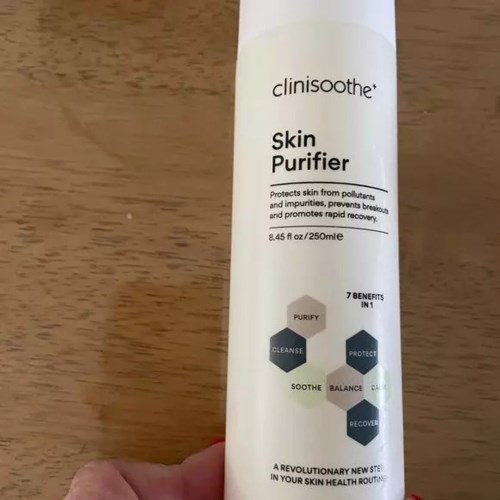 clinisoothe+
Skin
Purifier
Protects skin from pollutants
and impurities, prevents breakouts
and promotes rapid recovery.
8.45 fl oz/250ml℮
7 BENEFITS
IN 1
PURIFY
CLEANSE
PROTECT
SOOTHE
BALANCE
RECOVER
A REVOLUTIONARY NEW STEP
IN YOUR SKIN HEALTH ROUTINE